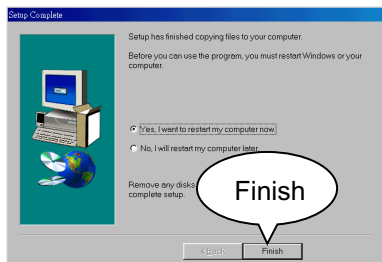 Setup Complete
Setup has finished copying files to your computer.
Before you can use the program, you must restart Windows or your
computer.
Yes, I want to restart my computer now.
No, I will restart my computer later.
Remove any disks
complete setup.
Finish
< Back
Finish